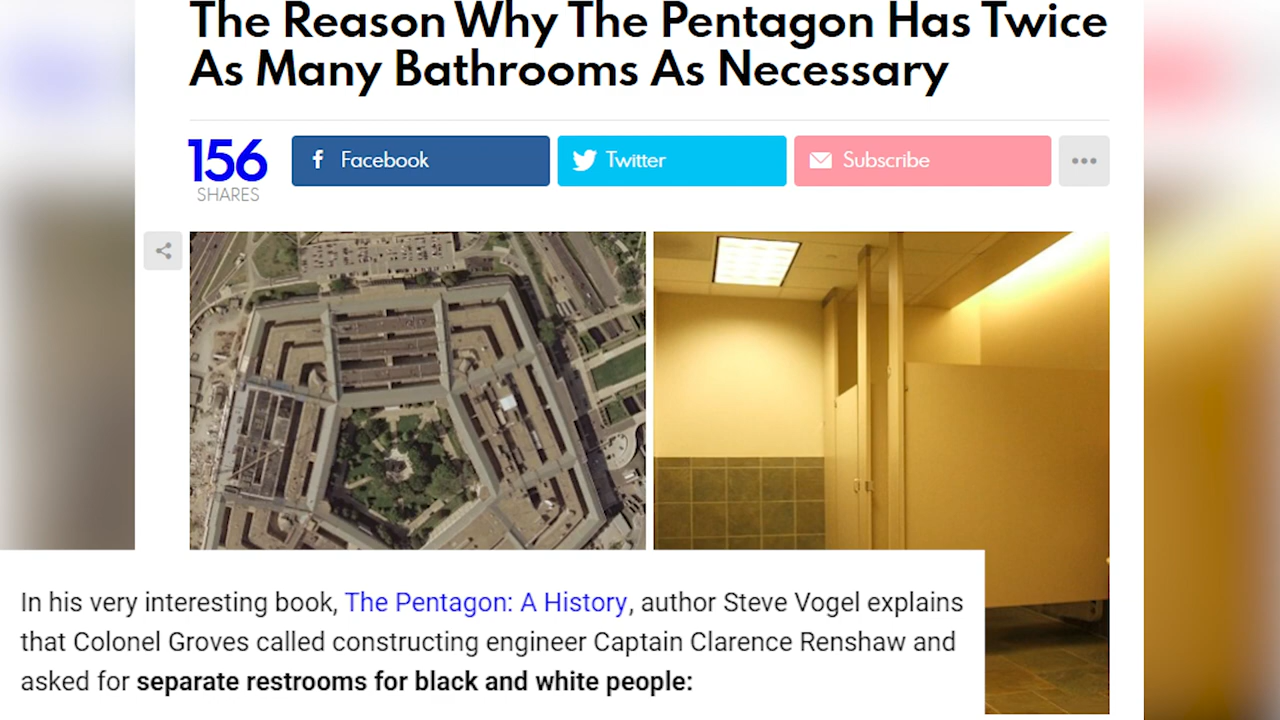 The Reason Why The Pentagon Has Twice
As Many Bathrooms As Necessary
156
SHARES
Facebook
Twitter
Subscribe
In his very interesting book, The Pentagon: A History, author Steve Vogel explains
that Colonel Groves called constructing engineer Captain Clarence Renshaw and
asked for separate restrooms for black and white people: